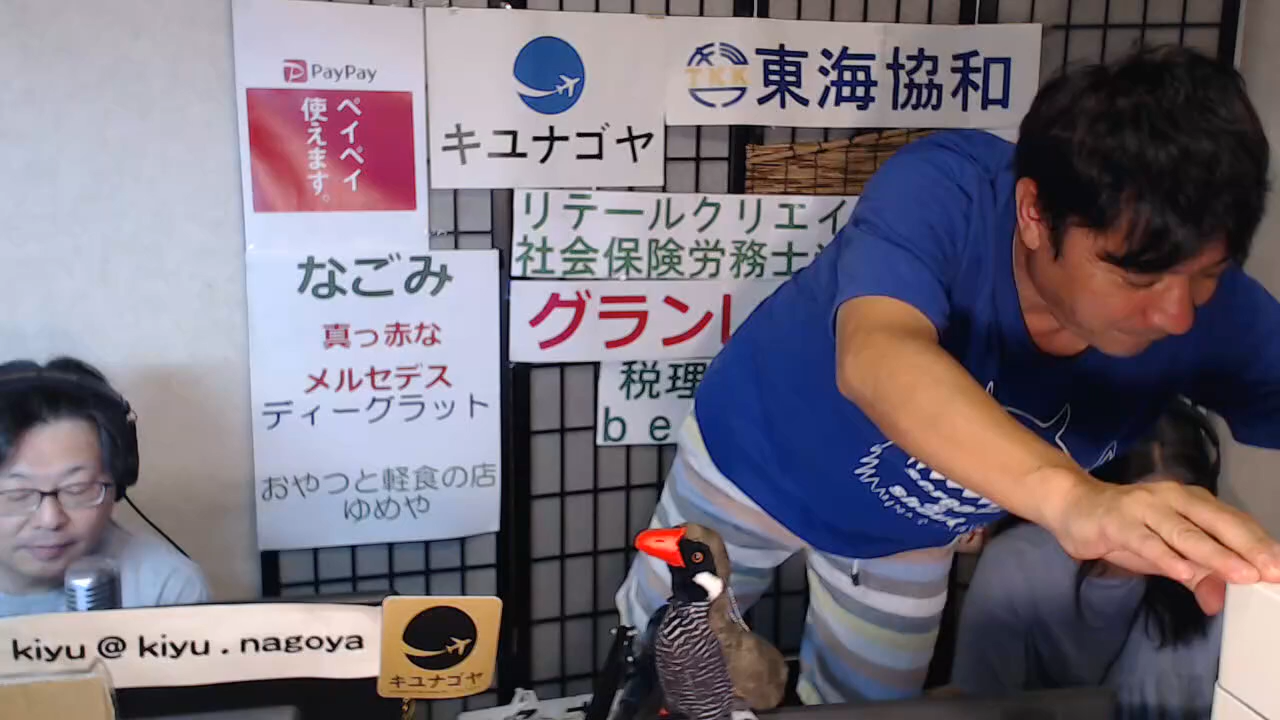 PayPay
ペイペイ
使えます。
キユナゴヤ
TKK
東海協和
リテールクリエイ
社会保険労務士
グラン
税理
be
なごみ
真っ赤な
メルセデス
ディーグラット
おやつと軽食の店
ゆめや
kiyu@kiyu.nagoya
キユナゴヤ